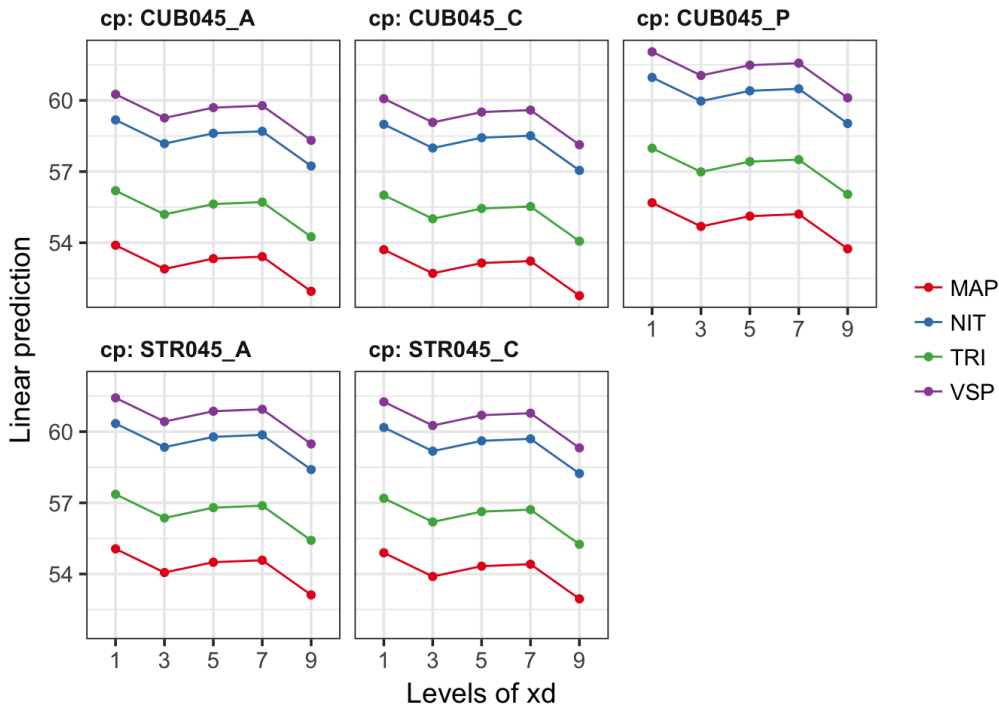 cp: CUB045_A
cp: CUB045_C
cp: CUB045_P
60
57
54
1 3 5 7 9
MAP
NIT
TRI
VSP
cp: STR045_A
cp: STR045_C
60
57
54
1 3 5 7 9
1 3 5 7 9
Linear prediction
Levels of xd